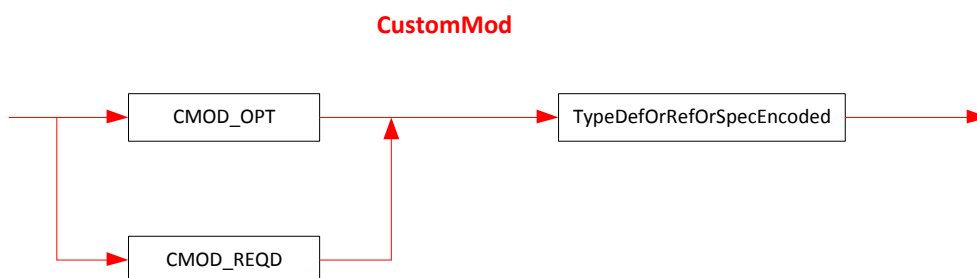 CustomMod
CMOD_OPT
TypeDefOrRefOrSpecEncoded
CMOD_REQD